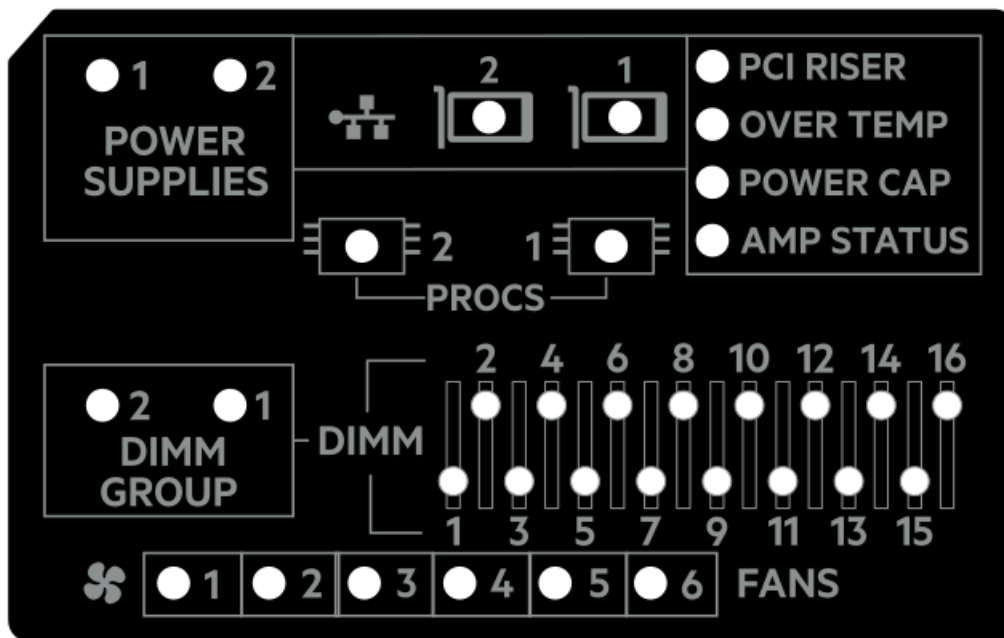 1 2
POWER
SUPPLIES
2 1
PCI RISER
OVER TEMP
POWER CAP
AMP STATUS
2 1
PROCS
2 1
DIMM
GROUP
DIMM
2 4 6 8 10 12 14 16
1 3 5 7 9 11 13 15
1 2 3 4 5 6 FANS